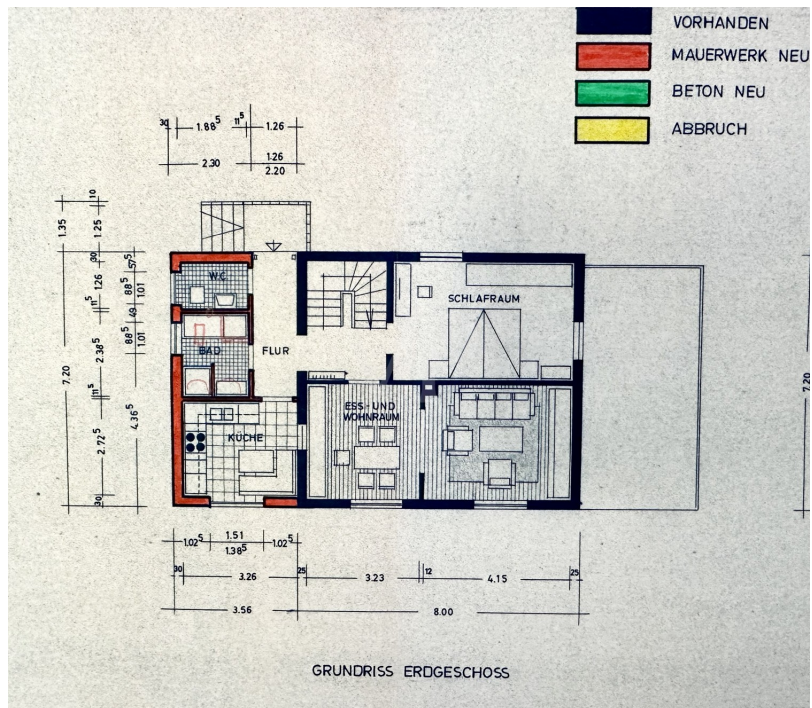 VORHANDEN
MAUERWERK NEU
BETON NEU
ABBRUCH
30 1.88⁵ 11⁵ 1.26
2.30 1.26
2.20
10
1.35 1.25
30 57⁵
1.26 88⁵ 1.01
11⁵ 49
2.38⁵ 88⁵ 1.01
7.20
11⁵
2.72⁵ 4.36⁵
30
7.20
W.C.
SCHLAFRAUM
BAD FLUR
ESS- UND
WOHNRAUM
KÜCHE
1.02⁵ 1.51 1.02⁵
1.38⁵
30 3.26 25 3.23 12 4.15 25
3.56 8.00
GRUNDRISS ERDGESCHOSS